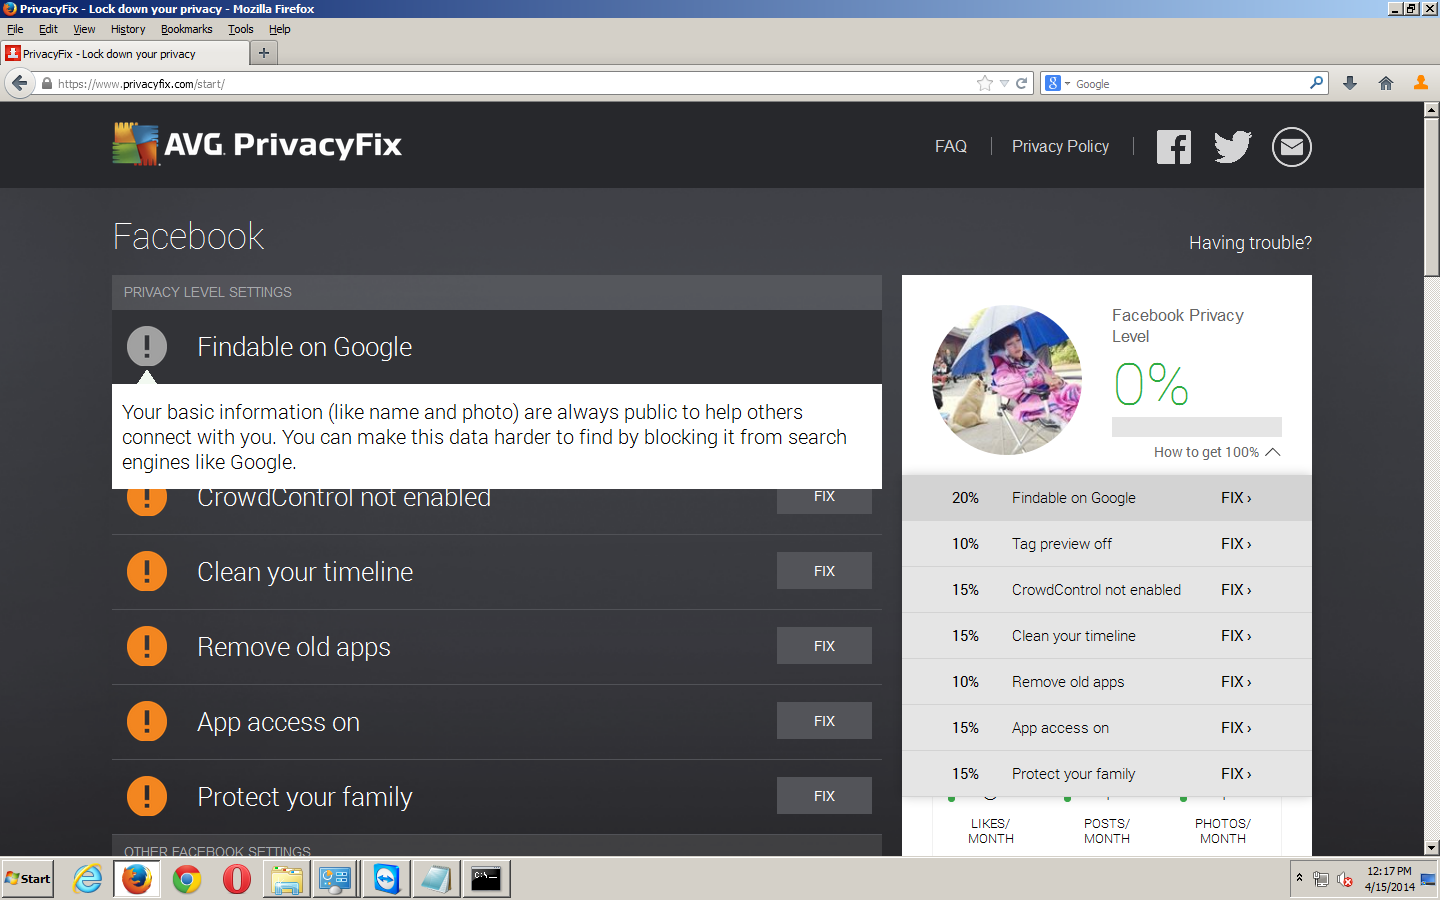 PrivacyFix - Lock down your privacy - Mozilla Firefox
File Edit View History Bookmarks Tools Help
PrivacyFix - Lock down your privacy
https://www.privacyfix.com/start/
Google
AVG. PrivacyFix
FAQ
Privacy Policy
Facebook
Having trouble?
PRIVACY LEVEL SETTINGS
Findable on Google
Your basic information (like name and photo) are always public to help others
connect with you. You can make this data harder to find by blocking it from search
engines like Google.
CrowdControl not enabled FIX
Clean your timeline FIX
Remove old apps FIX
App access on FIX
Protect your family FIX
OTHER FACEBOOK SETTINGS
Facebook Privacy
Level
0%
How to get 100%
20% Findable on Google FIX ›
10% Tag preview off FIX ›
15% CrowdControl not enabled FIX ›
15% Clean your timeline FIX ›
10% Remove old apps FIX ›
15% App access on FIX ›
15% Protect your family FIX ›
LIKES/
MONTH
POSTS/
MONTH
PHOTOS/
MONTH
Start
C:\.
12:17 PM
4/15/2014